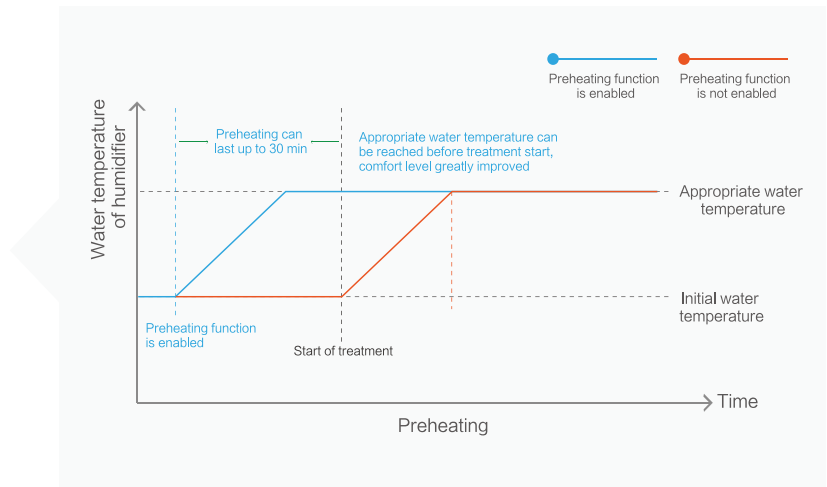 Preheating function
is enabled
Preheating function
is not enabled
Water temperature
of humidifier
Preheating can
last up to 30 min
Appropriate water temperature can
be reached before treatment start,
comfort level greatly improved
Appropriate water
temperature
Initial water
temperature
Preheating function
is enabled
Start of treatment
Time
Preheating